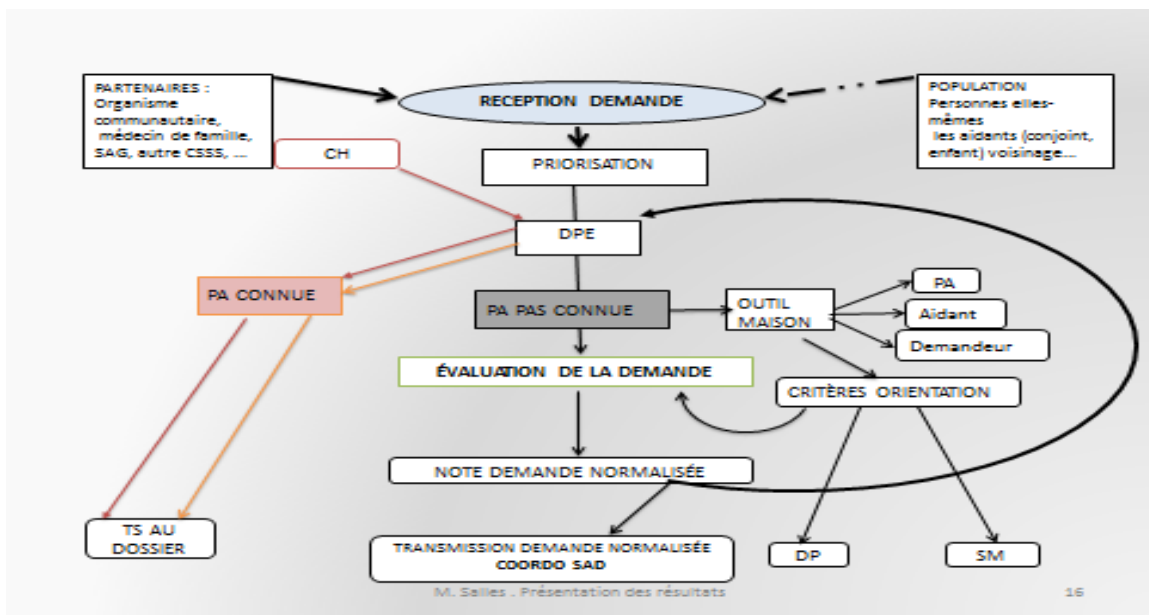 PARTENAIRES :
Organisme
communautaire,
médecin de famille,
SAG, autre CSSS, ...
RECEPTION DEMANDE
POPULATION
Personnes elles-
mêmes
les aidants (conjoint,
enfant) voisinage...
CH
PRIORISATION
DPE
PA CONNUE
PA PAS CONNUE
OUTIL
MAISON
PA
Aidant
Demandeur
ÉVALUATION DE LA DEMANDE
CRITÈRES ORIENTATION
NOTE DEMANDE NORMALISÉE
TS AU
DOSSIER
TRANSMISSION DEMANDE NORMALISÉE
COORDO SAD
DP
SM
M. Salles . Présentation des résultats
16